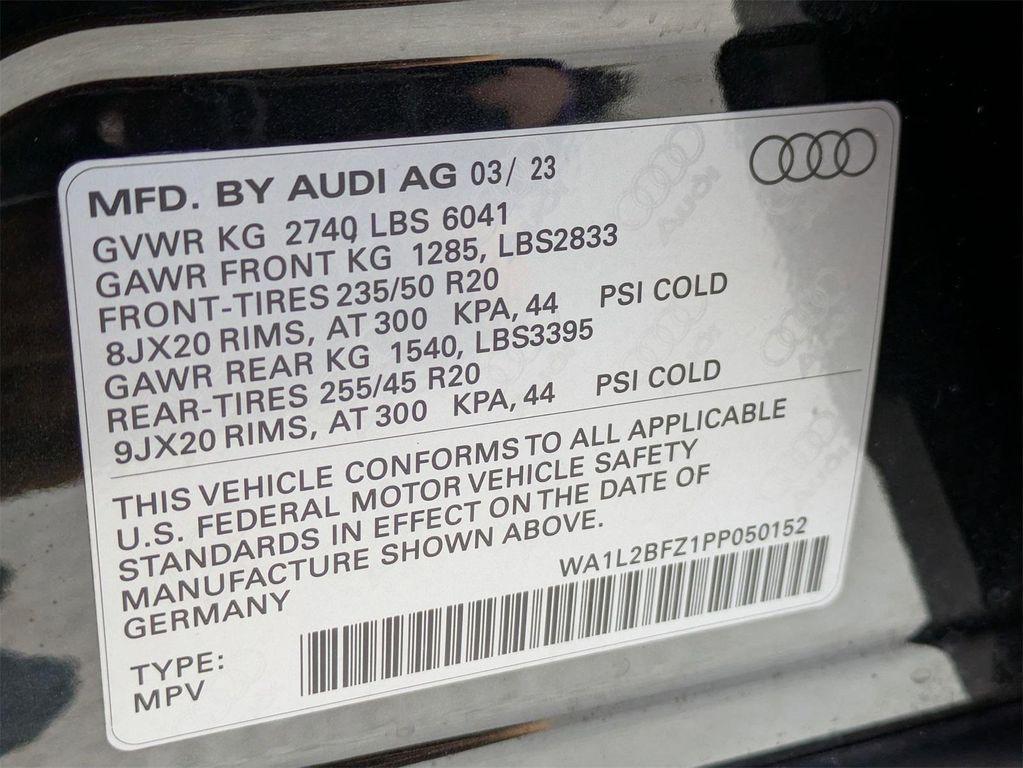 MFD. BY AUDI AG 03/ 23
GVWR KG 2740 LBS 6041
GAWR FRONT KG 1285, LBS2833
FRONT-TIRES 235/50 R20
8JX20 RIMS, AT 300 KPA, 44 PSI COLD
GAWR REAR KG 1540, LBS3395
REAR-TIRES 255/45 R20
9JX20 RIMS, AT 300 KPA, 44 PSI COLD
THIS VEHICLE CONFORMS TO ALL APPLICABLE
U.S. FEDERAL MOTOR VEHICLE SAFETY
STANDARDS IN EFFECT ON THE DATE OF
MANUFACTURE SHOWN ABOVE.
GERMANY
WA1L2BFZ1PP050152
TYPE:
MPV